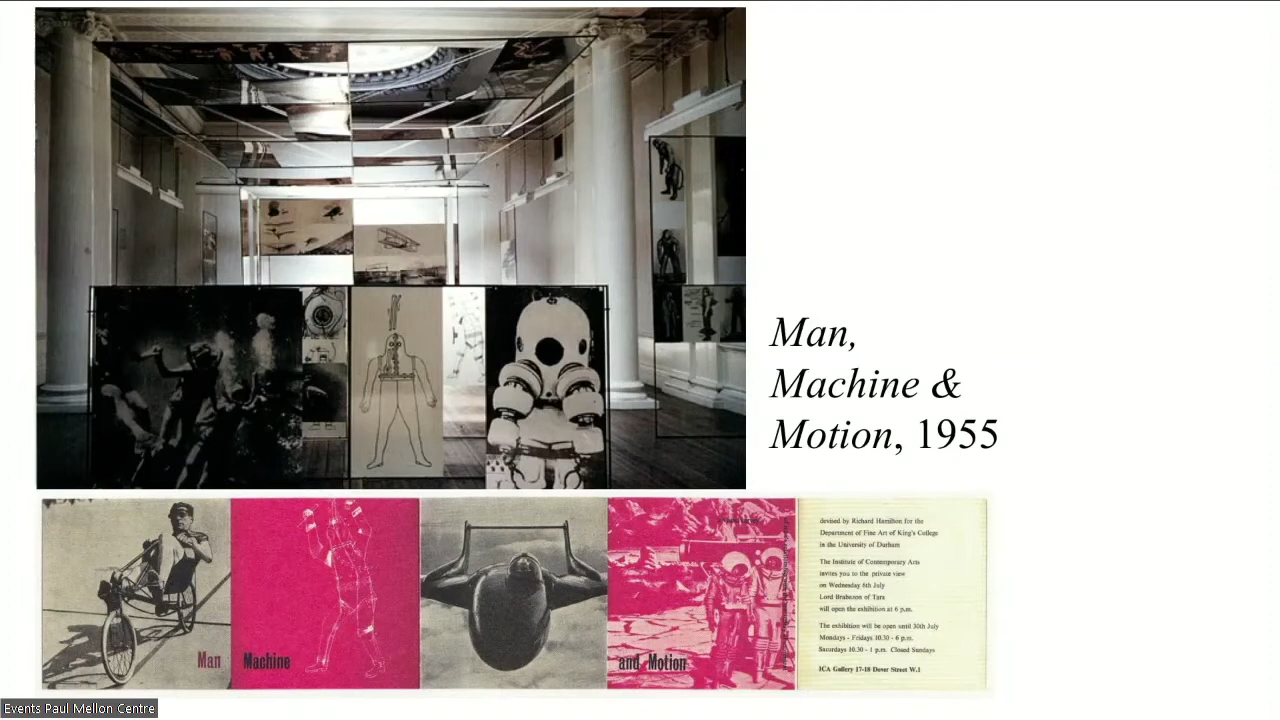 Man,
Machine &
Motion, 1955
Man
Machine
and Motion
devised by Richard Hamilton for the
Department of Fine Art of King's College
in the University of Durham
The Institute of Contemporary Arts
invites you to the private view
on Wednesday 6th July
Lord Brabazon of Tara
will open the exhibition at 6 p.m.
The exhibition will be open until 30th July
Mondays - Fridays 10.30 - 6 p.m.
Saturdays 10.30 - 1 p.m. Closed Sundays
ICA Gallery 17-18 Dover Street W.1
Events Paul Mellon Centre